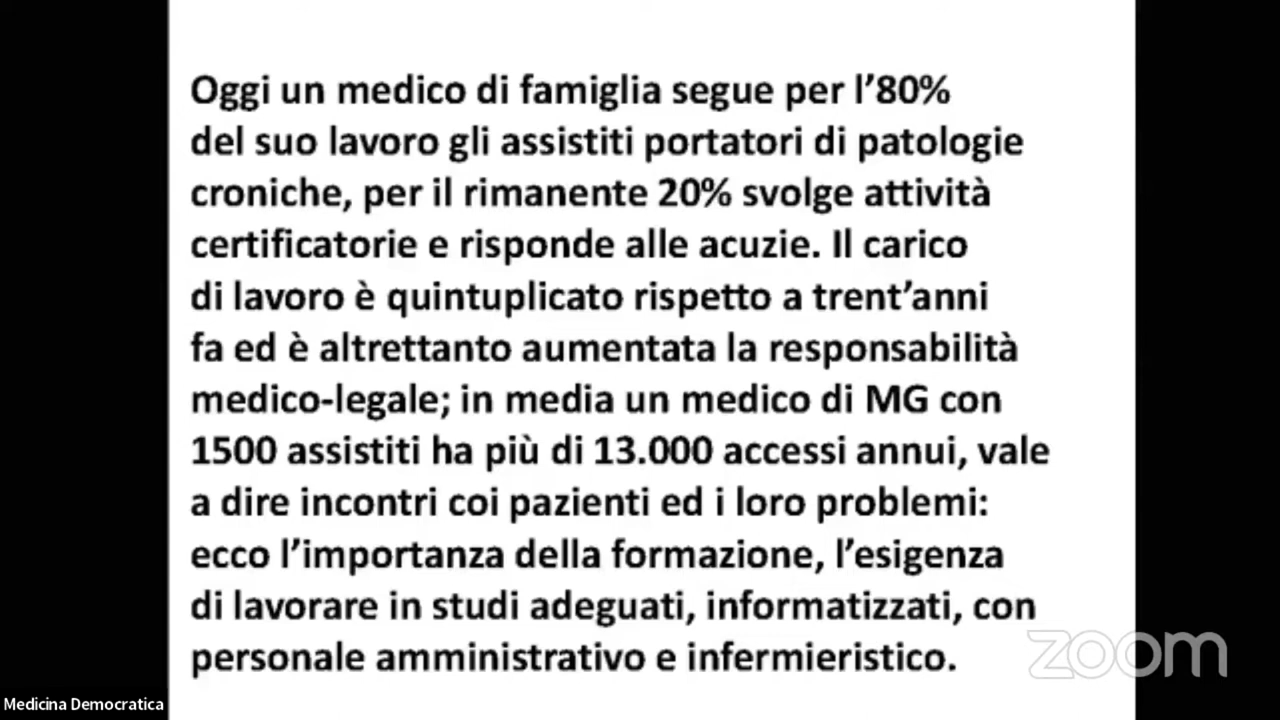 Oggi un medico di famiglia segue per l’80%
del suo lavoro gli assistiti portatori di patologie
croniche, per il rimanente 20% svolge attività
certificatorie e risponde alle acuzie. Il carico
di lavoro è quintuplicato rispetto a trent’anni
fa ed è altrettanto aumentata la responsabilità
medico-legale; in media un medico di MG con
1500 assistiti ha più di 13.000 accessi annui, vale
a dire incontri coi pazienti ed i loro problemi:
ecco l’importanza della formazione, l’esigenza
di lavorare in studi adeguati, informatizzati, con
personale amministrativo e infermieristico.
zoom
Medicina Democratica